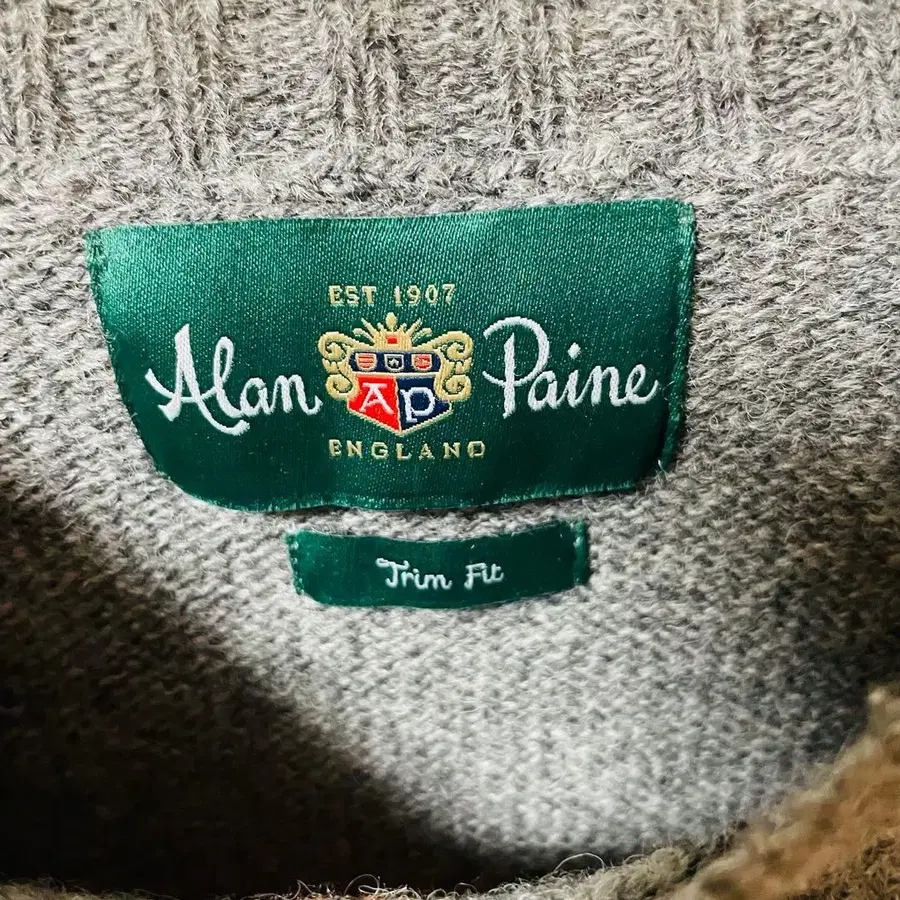 EST 1907
Alan AP Paine
ENGLAND
Trim Fit